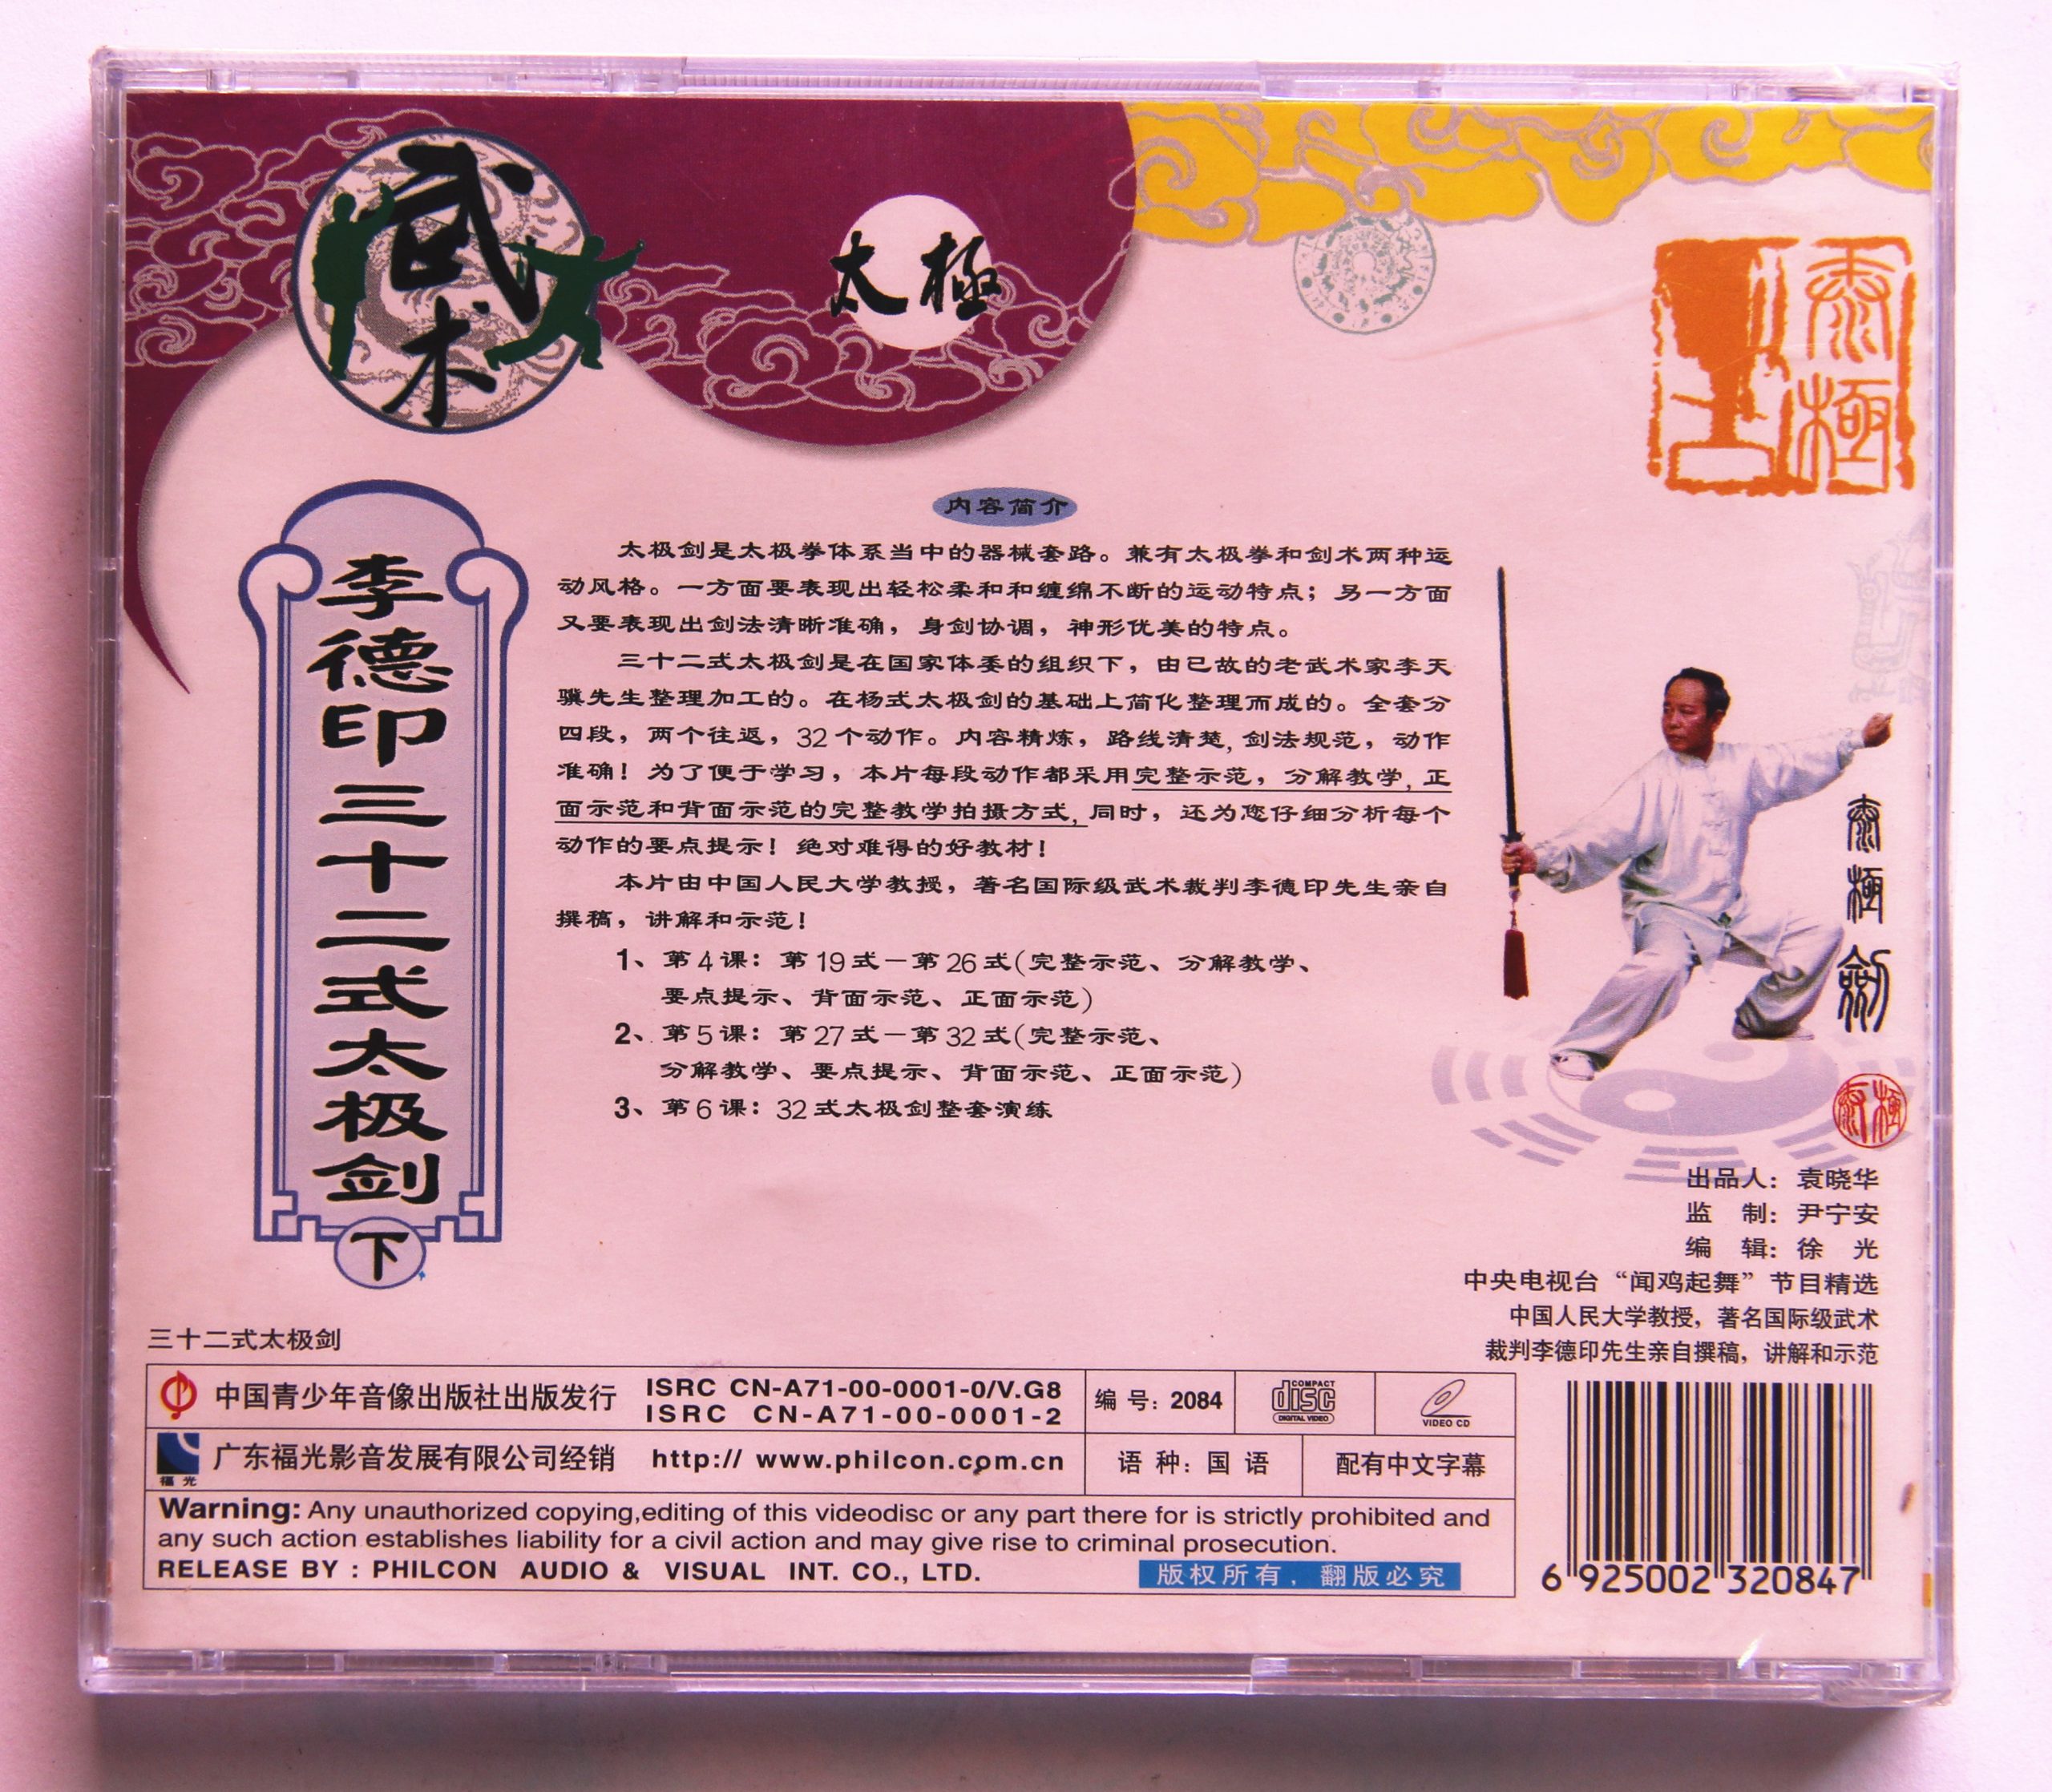 武术
太極
泰極
李德印三十二式太极剑
下
内容简介
太极剑是太极拳体系当中的器械套路。兼有太极拳和剑术两种运
动风格。一方面要表现出轻松柔和和缠绵不断的运动特点；另一方面
又要表现出剑法清晰准确，身剑协调，神形优美的特点。
三十二式太极剑是在国家体委的组织下，由已故的老武术家李天
骥先生整理加工的。在杨式太极剑的基础上简化整理而成的。全套分
四段，两个往返，32个动作。内容精炼，路线清楚,剑法规范，动作
准确！为了便于学习，本片每段动作都采用完整示范，分解教学,正
面示范和背面示范的完整教学拍摄方式,同时，还为您仔细分析每个
动作的要点提示！绝对难得的好教材！
本片由中国人民大学教授，著名国际级武术裁判李德印先生亲自
撰稿，讲解和示范！
1、第4课：第19式－第26式(完整示范、分解教学、
要点提示、背面示范、正面示范)
2、第5课：第27式－第32式(完整示范、
分解教学、要点提示、背面示范、正面示范)
3、第6课：32式太极剑整套演练
泰極劍
泰極
出品人：袁晓华
监 制：尹宁安
编 辑：徐 光
中央电视台“闻鸡起舞”节目精选
中国人民大学教授，著名国际级武术
裁判李德印先生亲自撰稿，讲解和示范
三十二式太极剑
中国青少年音像出版社出版发行
ISRC CN-A71-00-0001-0/V.G8
ISRC CN-A71-00-0001-2
编 号：2084
COMPACT
disc
DIGITAL VIDEO
VIDEO CD
福光
广东福光影音发展有限公司经销
http:// www.philcon.com.cn
语 种：国 语
配有中文字幕
Warning: Any unauthorized copying,editing of this videodisc or any part there for is strictly prohibited and
any such action establishes liability for a civil action and may give rise to criminal prosecution.
RELEASE BY : PHILCON AUDIO & VISUAL INT. CO., LTD.
版权所有，翻版必究
6 925002 320847